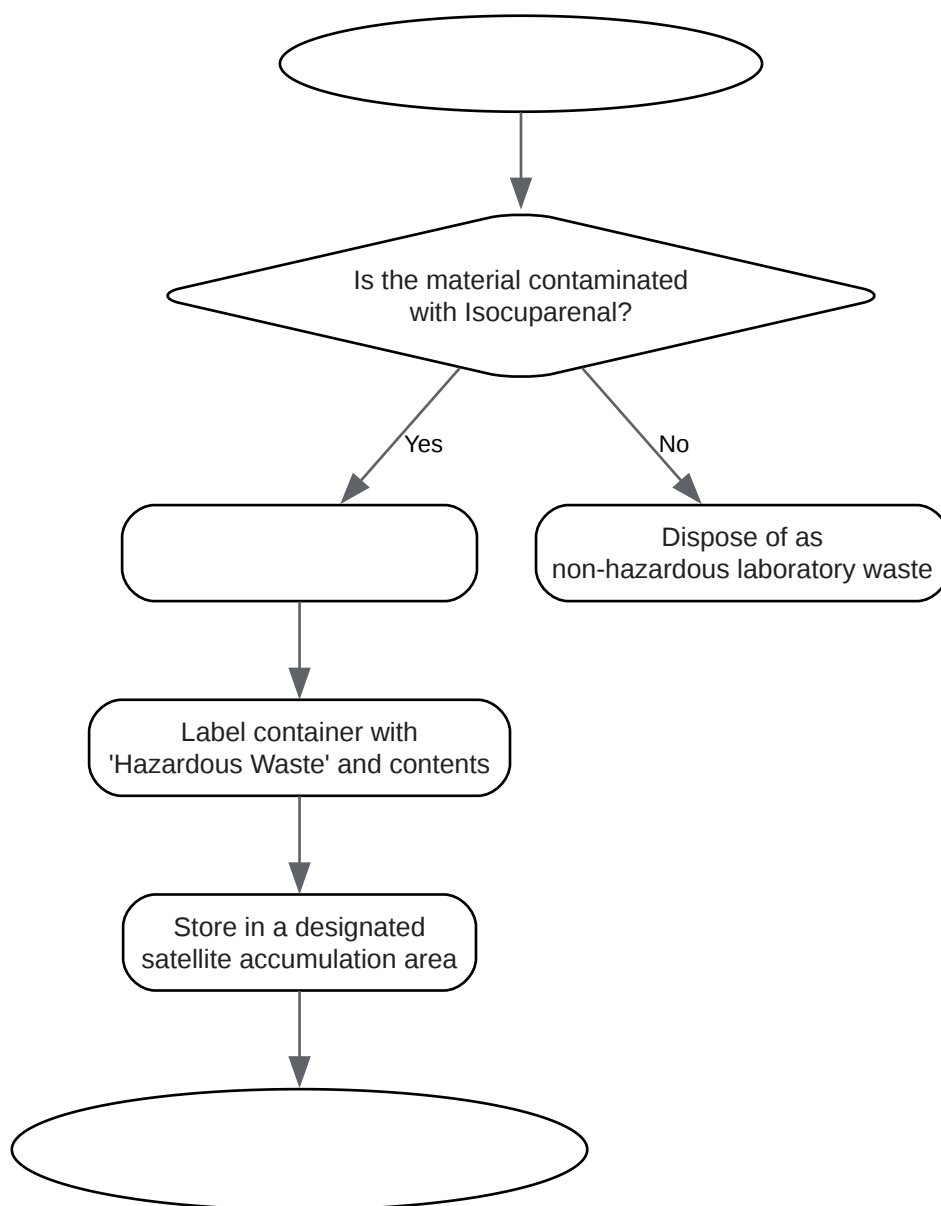 Is the material contaminated
with Isocuparenal?
Yes
No
Dispose of as
non-hazardous laboratory waste
Label container with
'Hazardous Waste' and contents
Store in a designated
satellite accumulation area